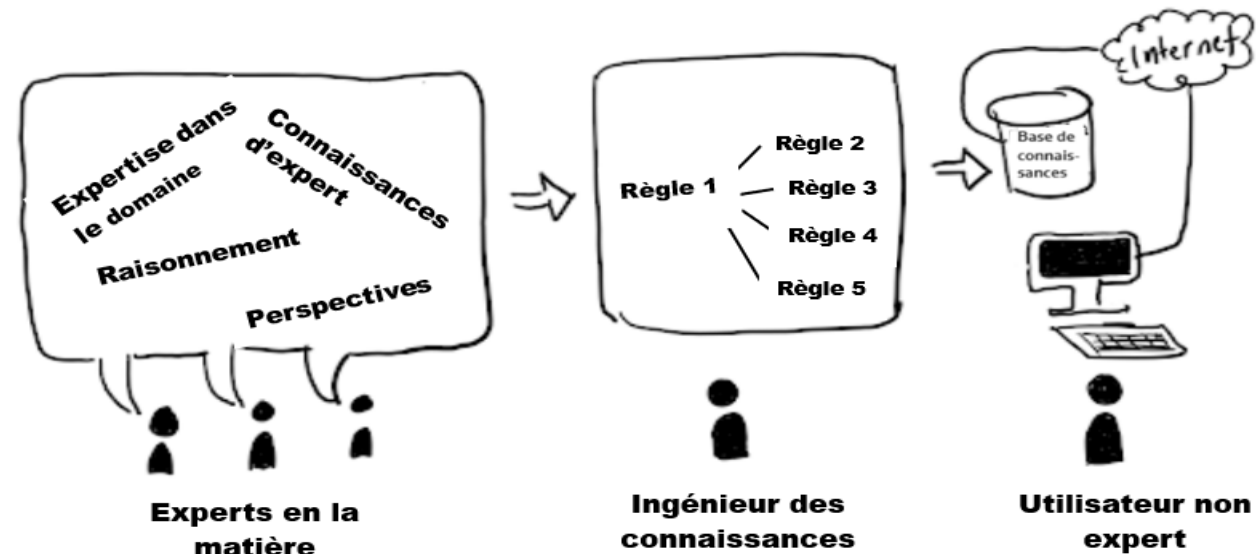 Expertise dans
le domaine
Connaissances
d'expert
Raisonnement
Perspectives
Experts en la
matière
Règle 1
Règle 2
Règle 3
Règle 4
Règle 5
Ingénieur des
connaissances
Internet
Base de
connais-
sances
Utilisateur non
expert